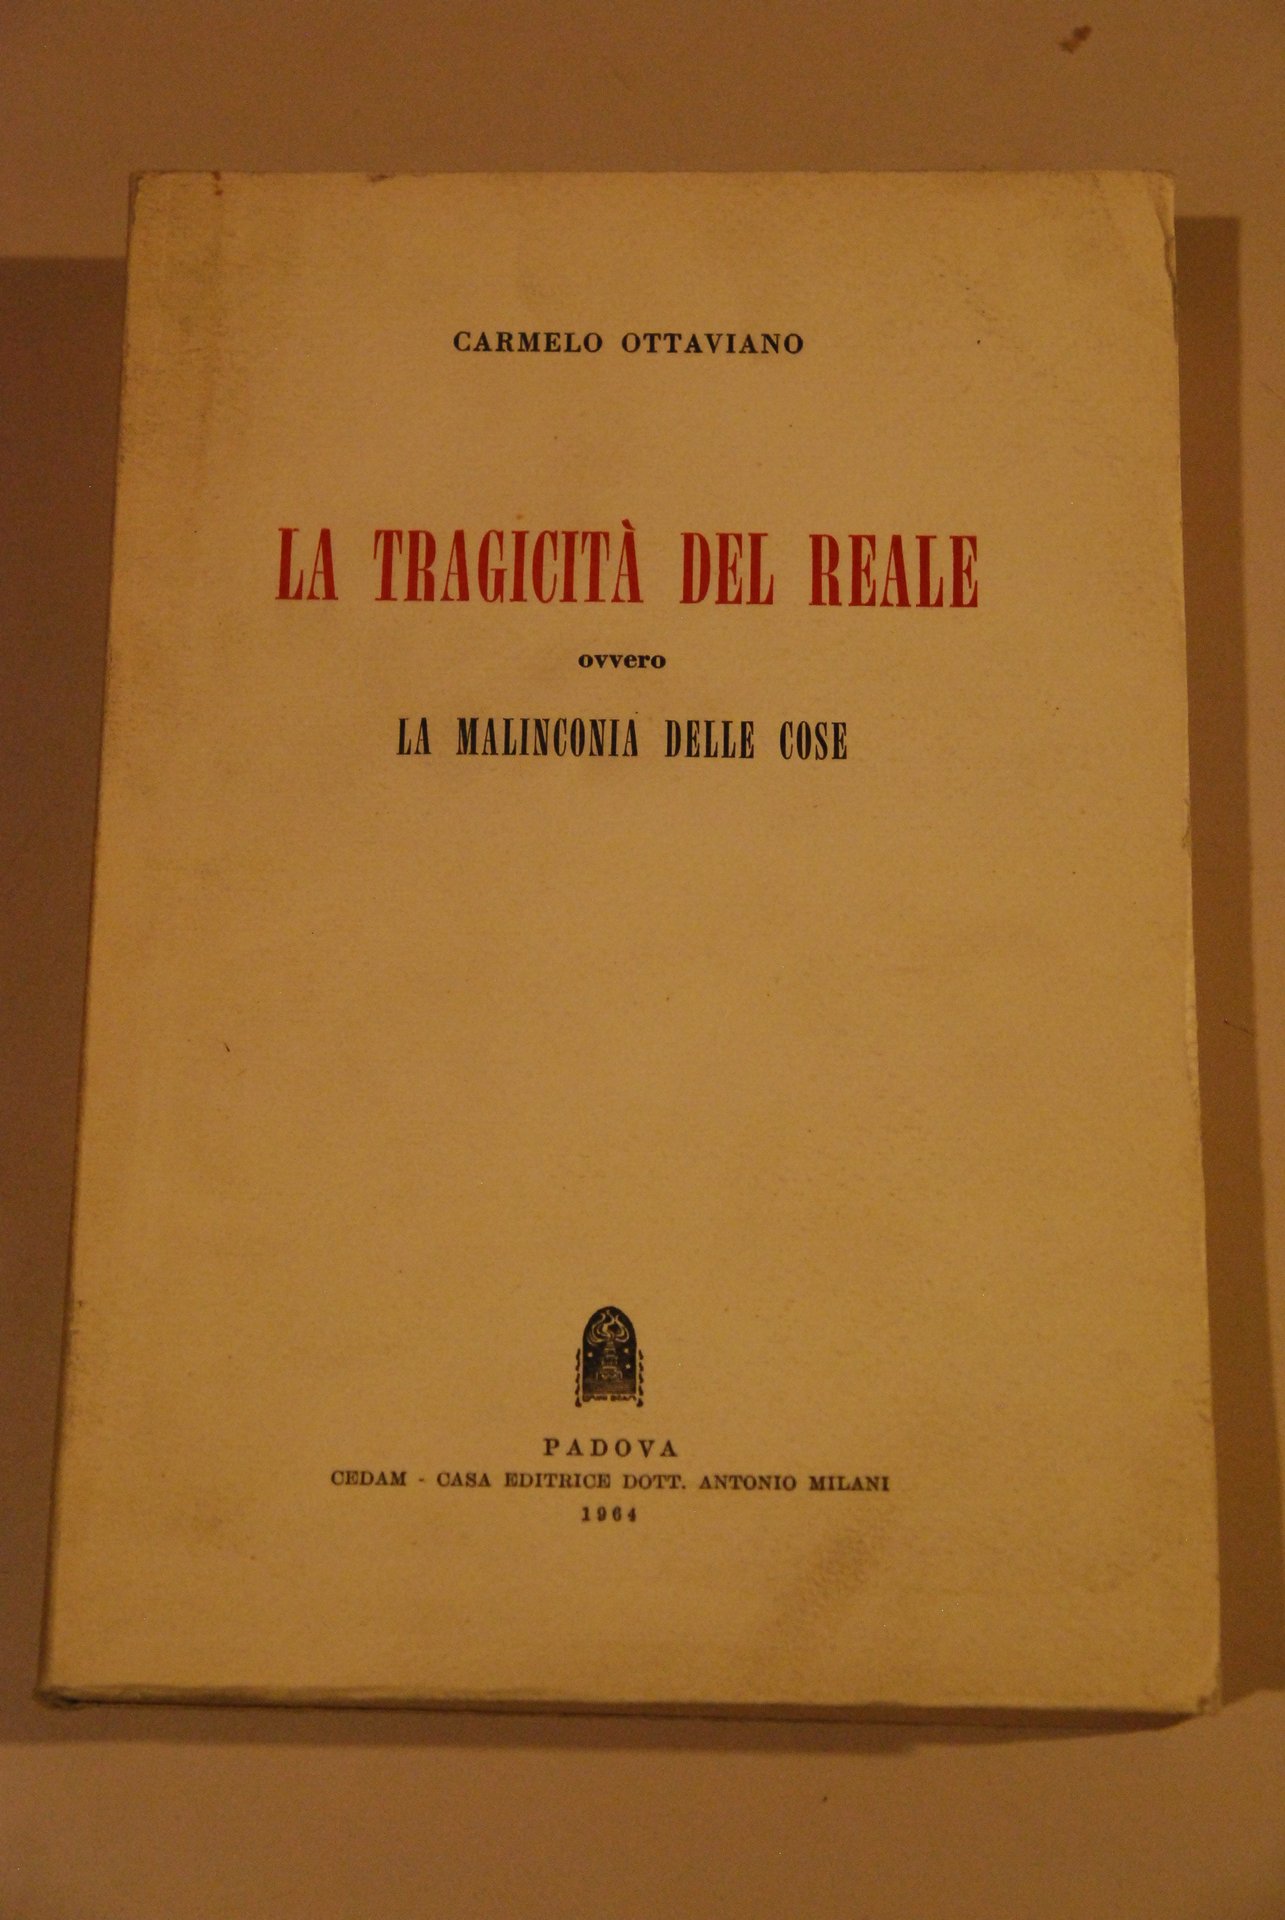 CARMELO OTTAVIANO
LA TRAGICITÀ DEL REALE
ovvero
LA MALINCONIA DELLE COSE
PADOVA
CEDAM - CASA EDITRICE DOTT. ANTONIO MILANI
1964